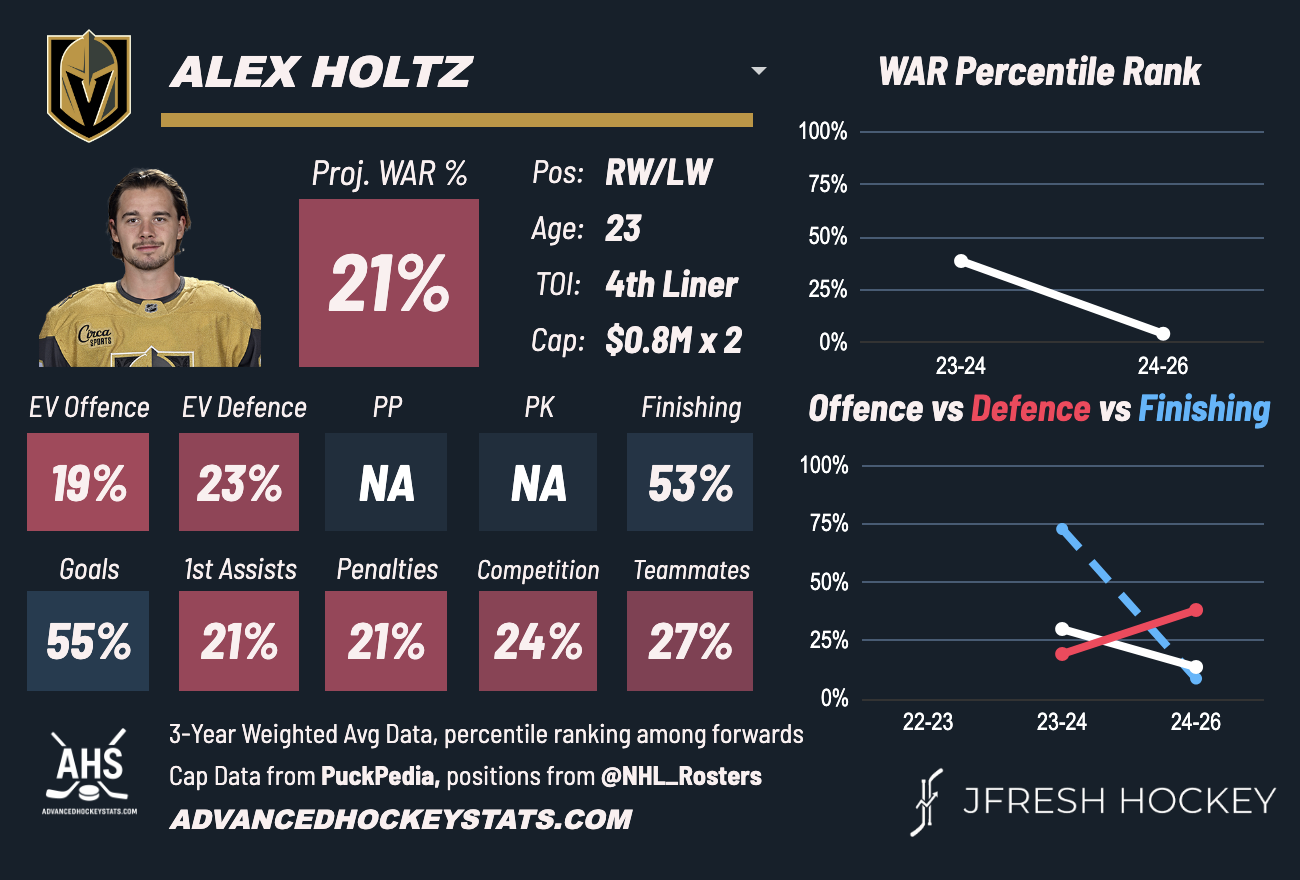 ALEX HOLTZ
Proj. WAR %
21%
Pos: RW/LW
Age: 23
TOI: 4th Liner
Cap: $0.8M x 2
Circa
SPORTS
EV Offence EV Defence PP PK Finishing
19% 23% NA NA 53%
Goals 1st Assists Penalties Competition Teammates
55% 21% 21% 24% 27%
WAR Percentile Rank
100%
75%
50%
25%
0%
23-24 24-26
Offence vs Defence vs Finishing
100%
75%
50%
25%
0%
22-23 23-24 24-26
AHS
ADVANCEDHOCKEYSTATS.COM
3-Year Weighted Avg Data, percentile ranking among forwards
Cap Data from PuckPedia, positions from @NHL_Rosters
ADVANCEDHOCKEYSTATS.COM
JFRESH HOCKEY